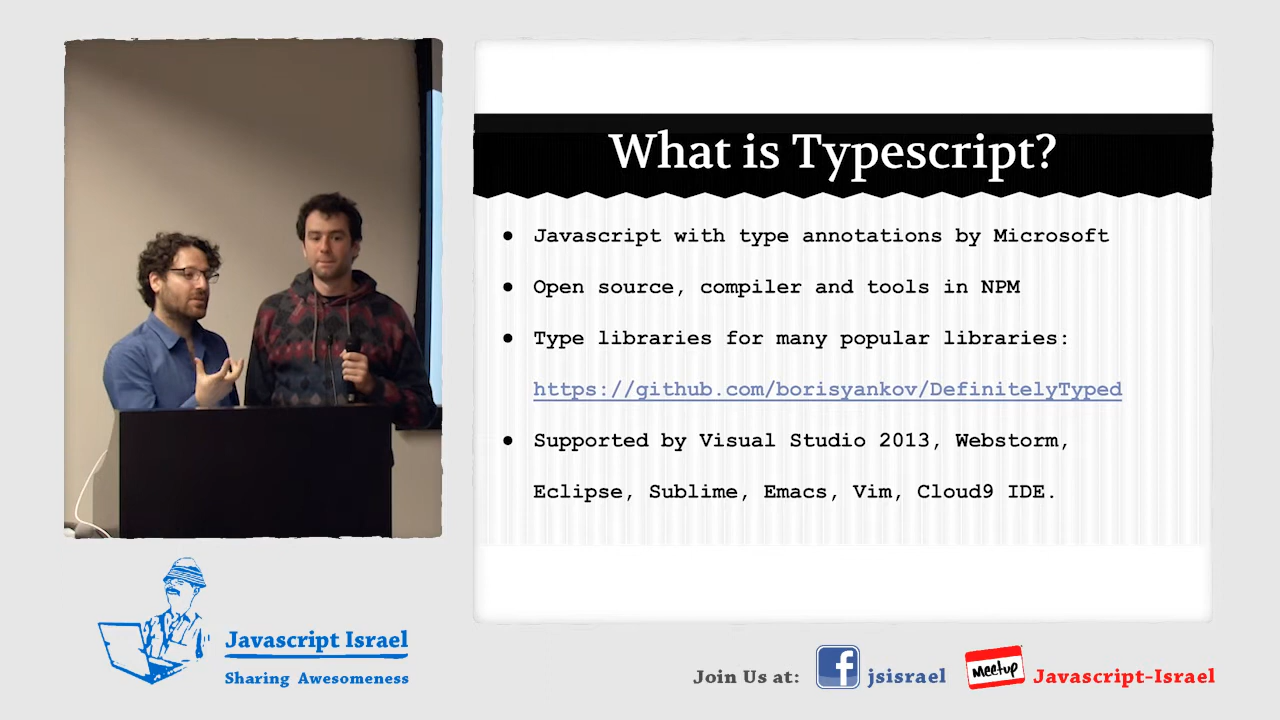 What is Typescript?
● Javascript with type annotations by Microsoft
● Open source, compiler and tools in NPM
● Type libraries for many popular libraries:
https://github.com/borisyankov/DefinitelyTyped
● Supported by Visual Studio 2013, Webstorm,
Eclipse, Sublime, Emacs, Vim, Cloud9 IDE.
Javascript Israel
Sharing Awesomeness
Join Us at: f jsisrael Meetup Javascript-Israel